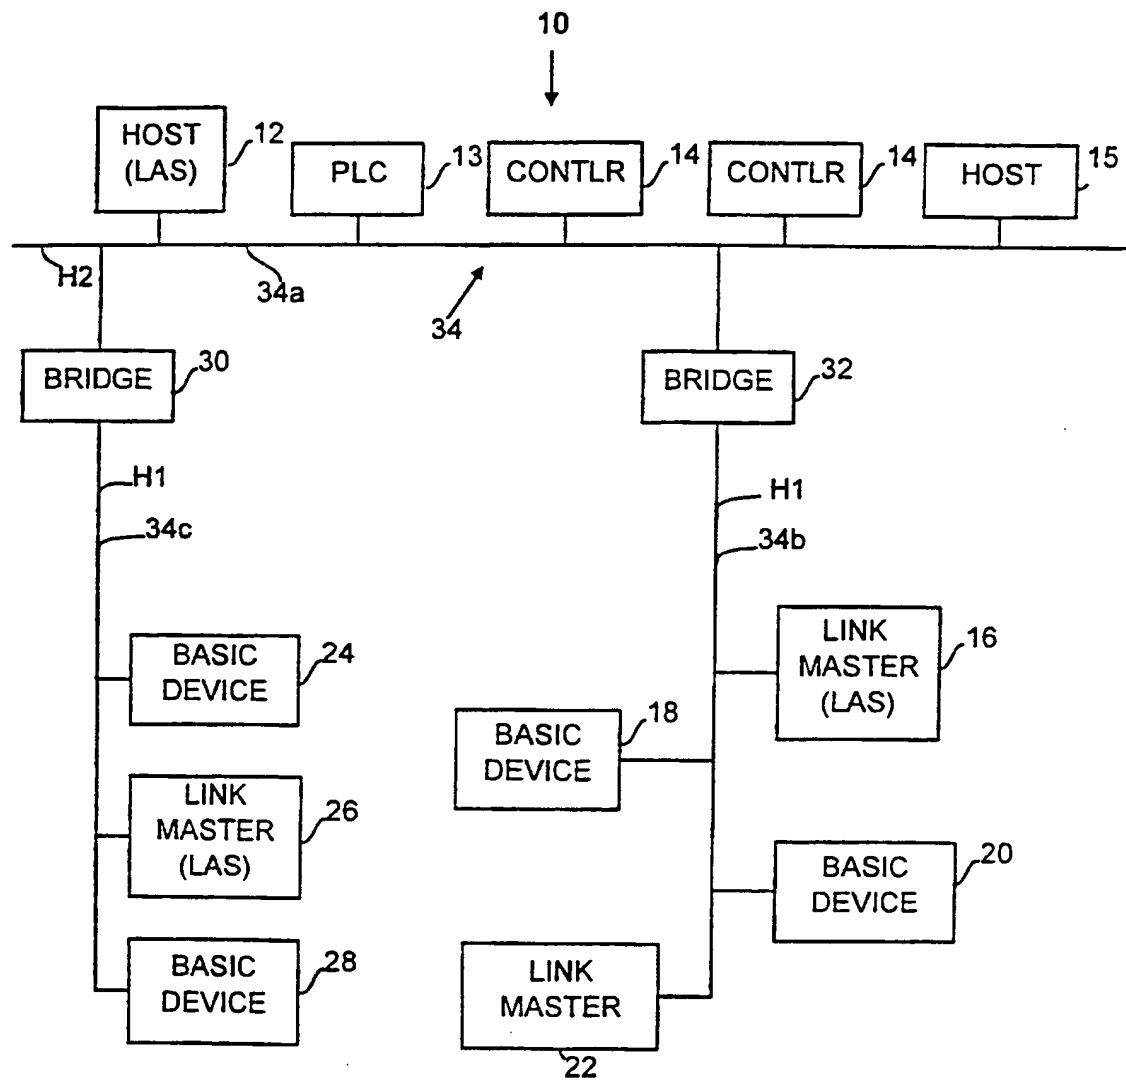 10
HOST
(LAS)
12
PLC
13
CONTLR
14
CONTLR
14
HOST
15
H2
34a
34
BRIDGE
30
BRIDGE
32
H1
34c
H1
34b
BASIC
DEVICE
24
LINK
MASTER
(LAS)
16
BASIC
DEVICE
18
LINK
MASTER
(LAS)
26
BASIC
DEVICE
20
BASIC
DEVICE
28
LINK
MASTER
22